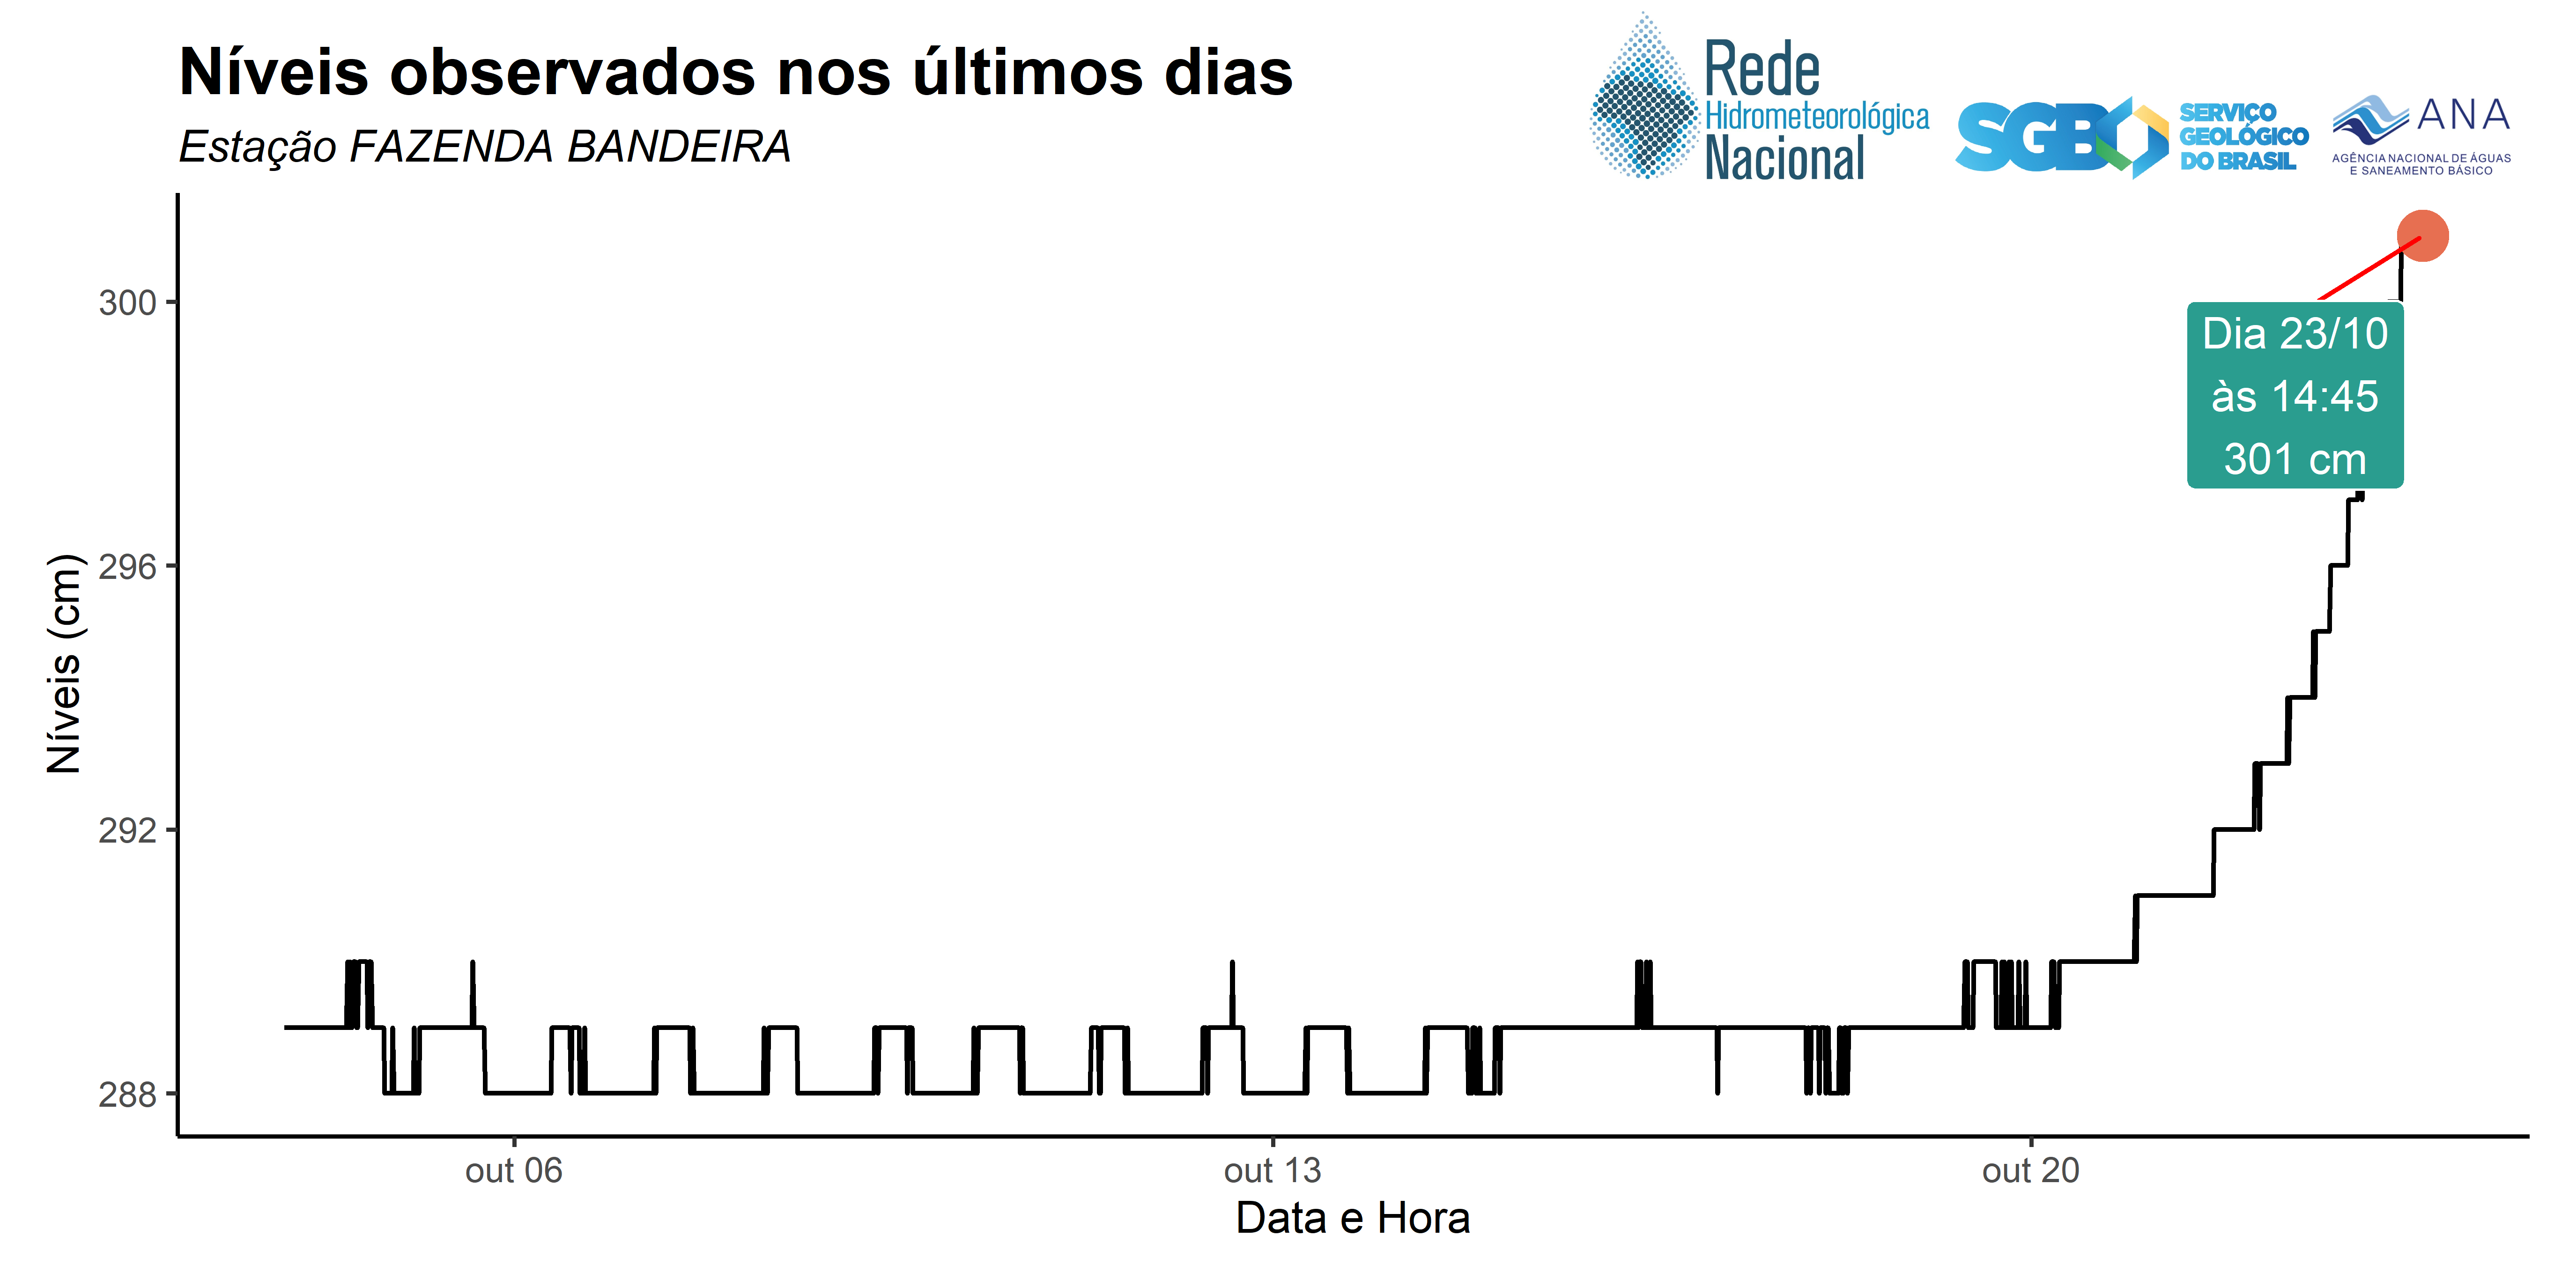 Níveis observados nos últimos dias
Estação FAZENDA BANDEIRA
Rede
Hidrometeorológica
Nacional
SGB
SERVIÇO
GEOLÓGICO
DO BRASIL
ANA
AGÊNCIA NACIONAL DE ÁGUAS
E SANEAMENTO BÁSICO
Níveis (cm)
300
296
292
288
Dia 23/10
às 14:45
301 cm
out 06
out 13
out 20
Data e Hora